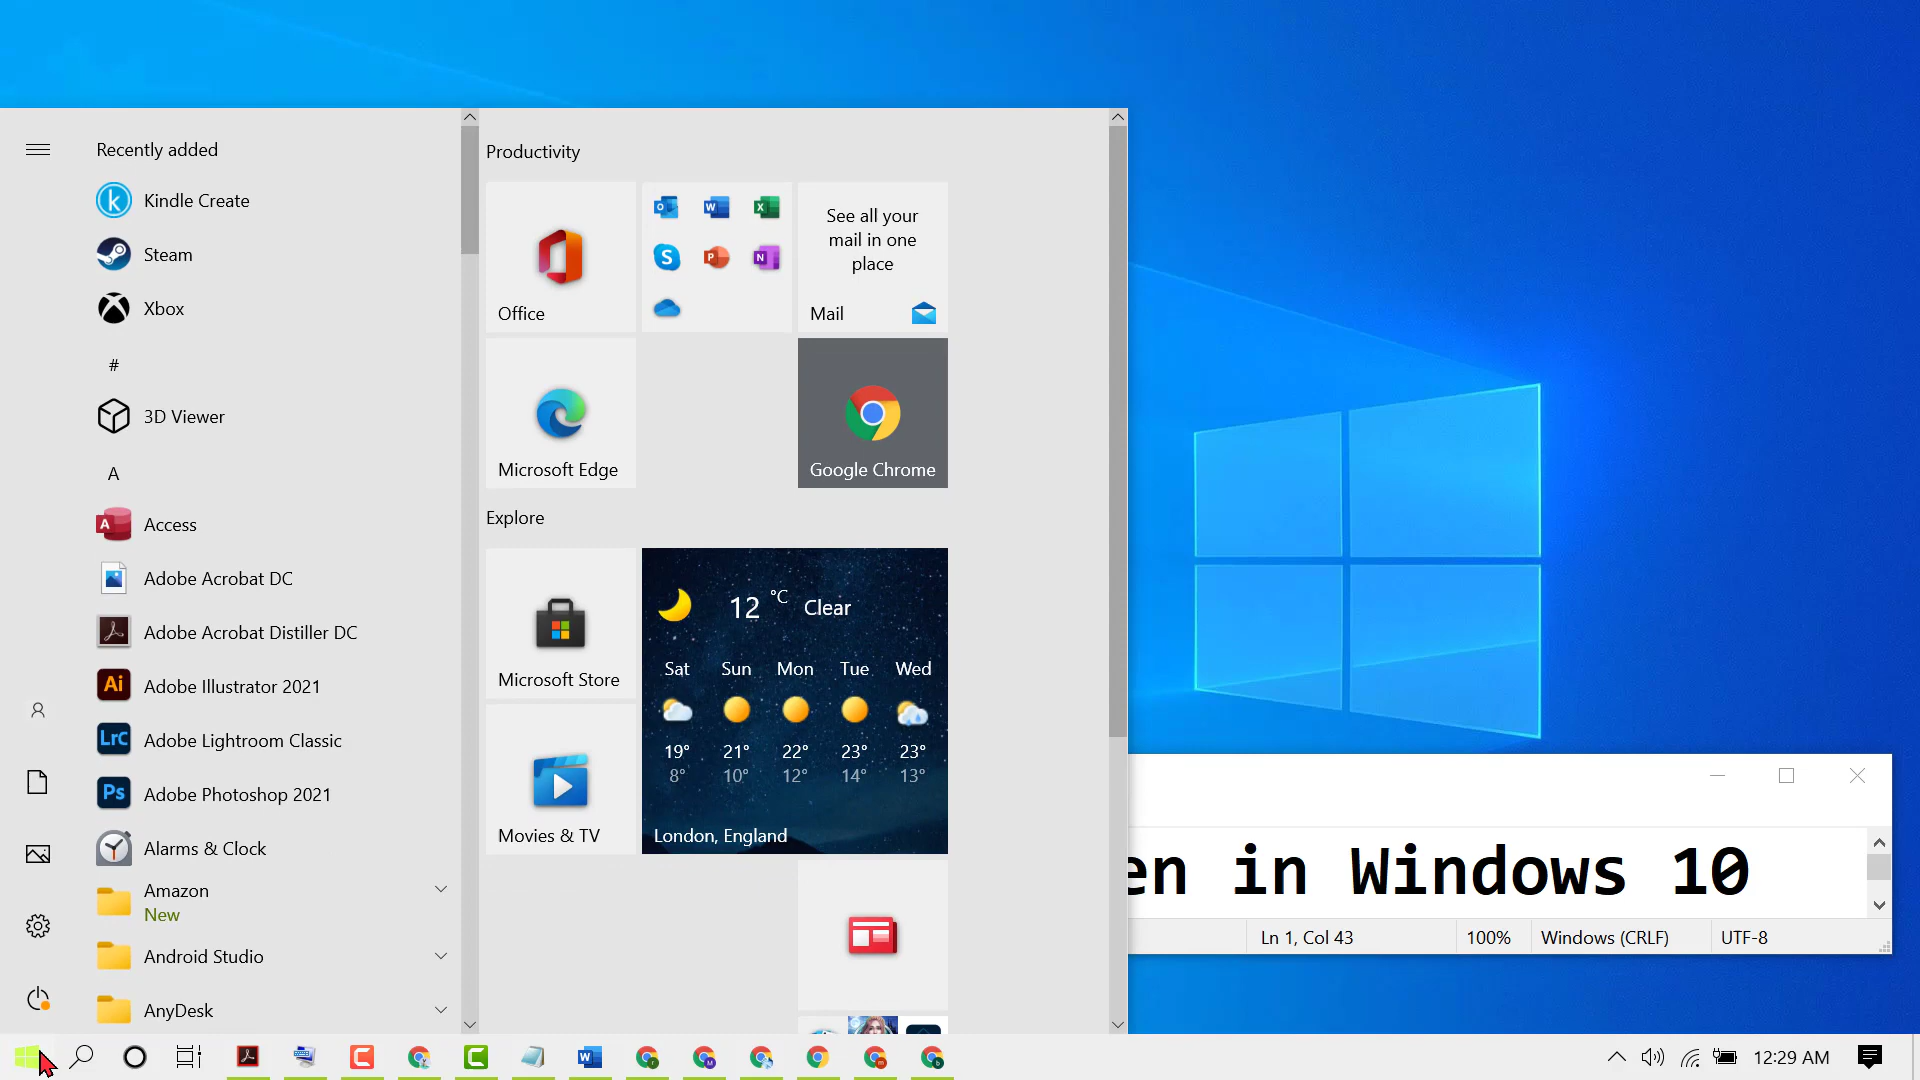 Recently added
Kindle Create
Steam
Xbox
#
3D Viewer
A
Access
Adobe Acrobat DC
Adobe Acrobat Distiller DC
Adobe Illustrator 2021
Adobe Lightroom Classic
Adobe Photoshop 2021
Alarms & Clock
Amazon
New
Android Studio
AnyDesk
Productivity
Office
See all your
mail in one
place
Mail
Microsoft Edge
Google Chrome
Explore
Microsoft Store
12 °C Clear
Sat Sun Mon Tue Wed
19° 21° 22° 23° 23°
8° 10° 12° 14° 13°
London, England
Movies & TV
en in Windows 10
Ln 1, Col 43
100%
Windows (CRLF)
UTF-8
12:29 AM